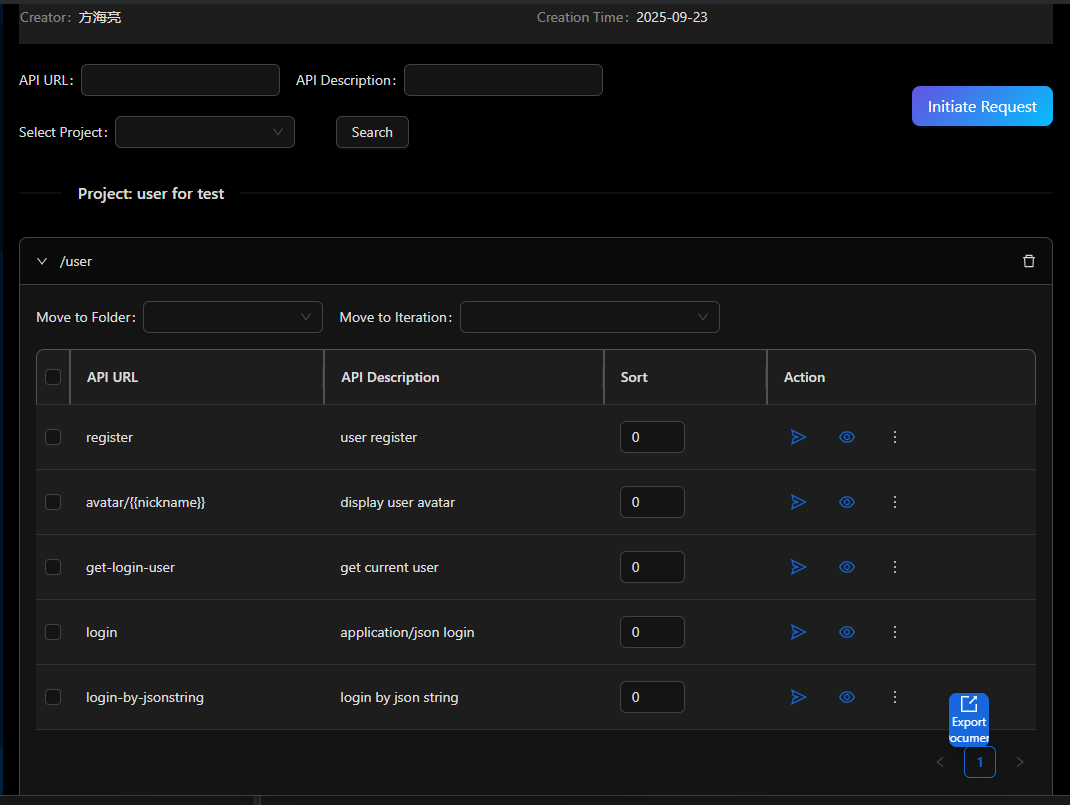 Creator: 方海亮 Creation Time: 2025-09-23
API URL: API Description:
Initiate Request
Select Project: Search
Project: user for test
/user
Move to Folder: Move to Iteration:
API URL API Description Sort Action
register user register 0
avatar/{{nickname}} display user avatar 0
get-login-user get current user 0
login application/json login 0
login-by-jsonstring login by json string 0
Export
ocumen
1